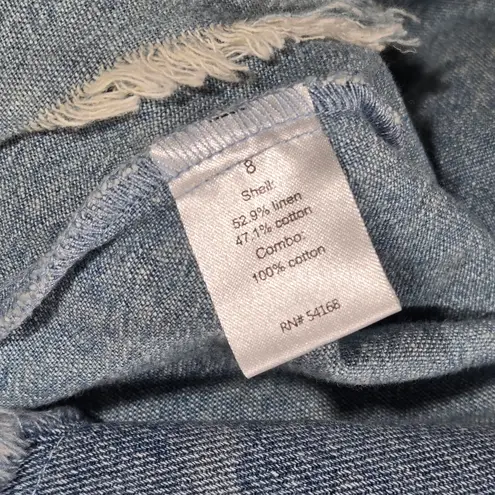 8
Shell:
52.9% linen
47.1% cotton
Combo:
100% cotton
RN# 54168